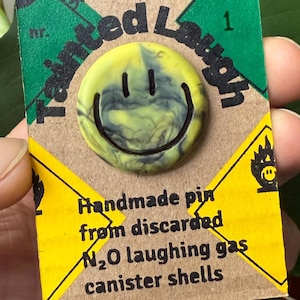 nr. 1
Tainted Laugh
Handmade pin
from discarded
N₂O laughing gas
canister shells